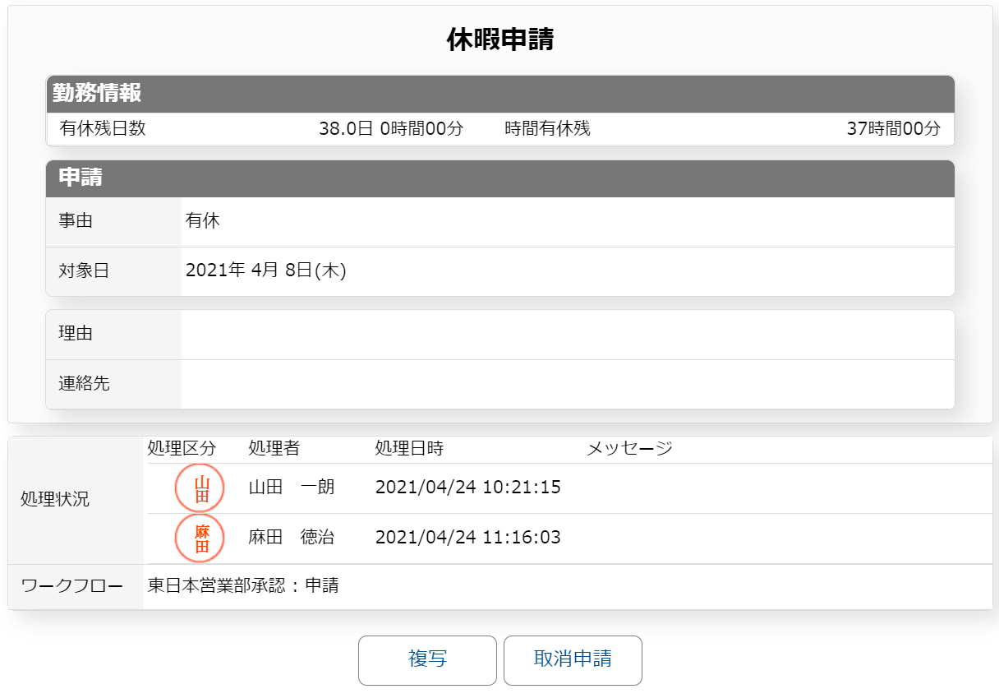 休暇申請
勤務情報
有休残日数 38.0日 0時間00分 時間有休残 37時間00分
申請
事由 有休
対象日 2021年 4月 8日(木)
理由
連絡先
処理区分 処理者 処理日時 メッセージ
処理状況
山田 山田　一朗 2021/04/24 10:21:15
麻田 麻田　徳治 2021/04/24 11:16:03
ワークフロー 東日本営業部承認：申請
複写 取消申請